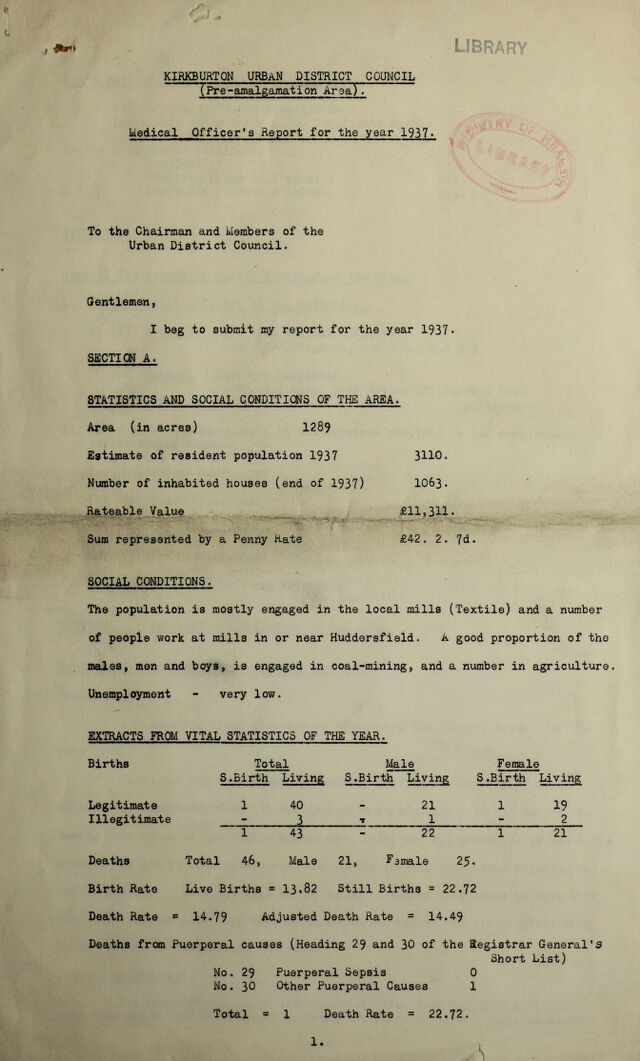 LIBRARY
KIRKBURTON URBAN DISTRICT COUNCIL
(Pre-amalgamation Area).
Medical Officer's Report for the year 1937.
MINISTRY OF HEALTH
LIBRARY
To the Chairman and Members of the
Urban District Council.
Gentlemen,
I beg to submit my report for the year 1937.
SECTION A.
STATISTICS AND SOCIAL CONDITIONS OF THE AREA.
Area (in acres) 1289
Estimate of resident population 1937 3110.
Number of inhabited houses (end of 1937) 1063.
Rateable Value £11,311.
Sum represented by a Penny Rate £42. 2. 7d.
SOCIAL CONDITIONS.
The population is mostly engaged in the local mills (Textile) and a number
of people work at mills in or near Huddersfield. A good proportion of the
males, men and boys, is engaged in coal-mining, and a number in agriculture.
Unemployment - very low.
EXTRACTS FROM VITAL STATISTICS OF THE YEAR.
Births Total Male Female
S.Birth Living S.Birth Living S.Birth Living
Legitimate 1 40 - 21 1 19
Illegitimate - 3 - 1 - 2
1 43 - 22 1 21
Deaths Total 46, Male 21, Female 25.
Birth Rate Live Births = 13.82 Still Births = 22.72
Death Rate = 14.79 Adjusted Death Rate = 14.49
Deaths from Puerperal causes (Heading 29 and 30 of the Registrar General's
Short List)
No. 29 Puerperal Sepsis 0
No. 30 Other Puerperal Causes 1
Total = 1 Death Rate = 22.72.
1.